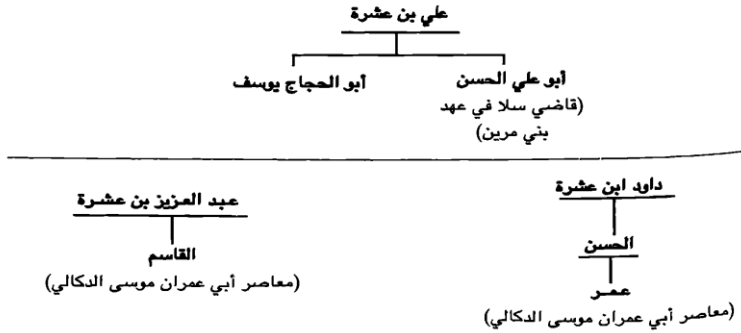 علي بن عشرة
أبو علي الحسن
أبو الحجاج يوسف
(قاضي سلا في عهد
بني مرين)
داود ابن عشرة
الحسن
عمـر
(معاصر أبي عمران موسى الدكالي)
عبد العزيز بن عشرة
القاسم
(معاصر أبي عمران موسى الدكالي)